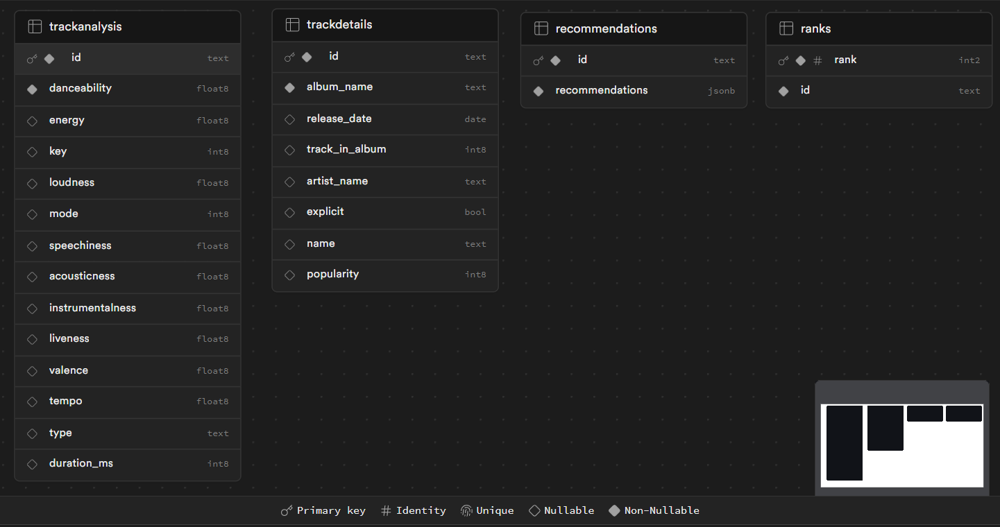 trackanalysis
id text
danceability float8
energy float8
key int8
loudness float8
mode int8
speechiness float8
acousticness float8
instrumentalness float8
liveness float8
valence float8
tempo float8
type text
duration_ms int8
trackdetails
id text
album_name text
release_date date
track_in_album int8
artist_name text
explicit bool
name text
popularity int8
recommendations
id text
recommendations jsonb
ranks
# rank int2
id text
Primary key # Identity Unique Nullable Non-Nullable